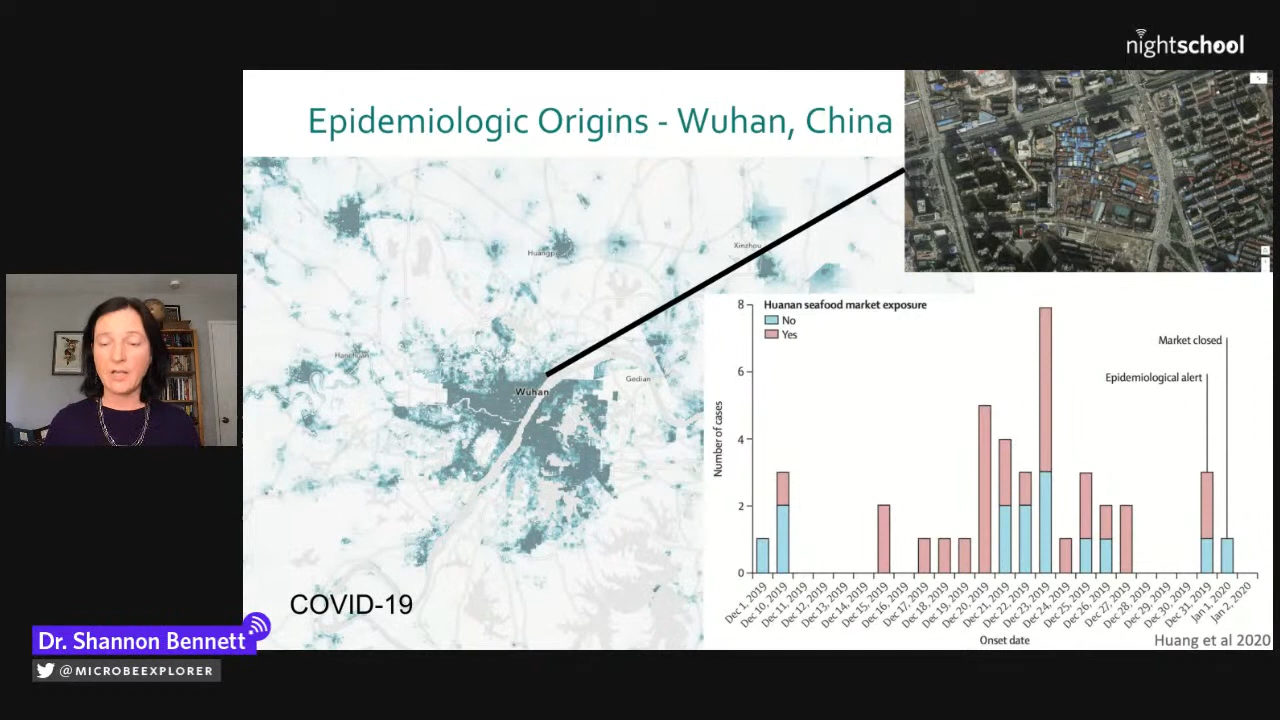 nightschool
Epidemiologic Origins - Wuhan, China
Xinzhou
Wuhan
Gedian
COVID-19
Huanan seafood market exposure
No
Yes
Market closed
Epidemiological alert
Number of cases
8
6
4
2
0
Dec 1, 2019
Dec 10, 2019
Dec 11, 2019
Dec 12, 2019
Dec 13, 2019
Dec 14, 2019
Dec 15, 2019
Dec 16, 2019
Dec 17, 2019
Dec 18, 2019
Dec 19, 2019
Dec 20, 2019
Dec 21, 2019
Dec 22, 2019
Dec 23, 2019
Dec 24, 2019
Dec 25, 2019
Dec 26, 2019
Dec 27, 2019
Dec 28, 2019
Dec 29, 2019
Dec 30, 2019
Dec 31, 2019
Jan 1, 2020
Jan 2, 2020
Onset date
Huang et al 2020
Dr. Shannon Bennett
@MICROBEEXPLORER